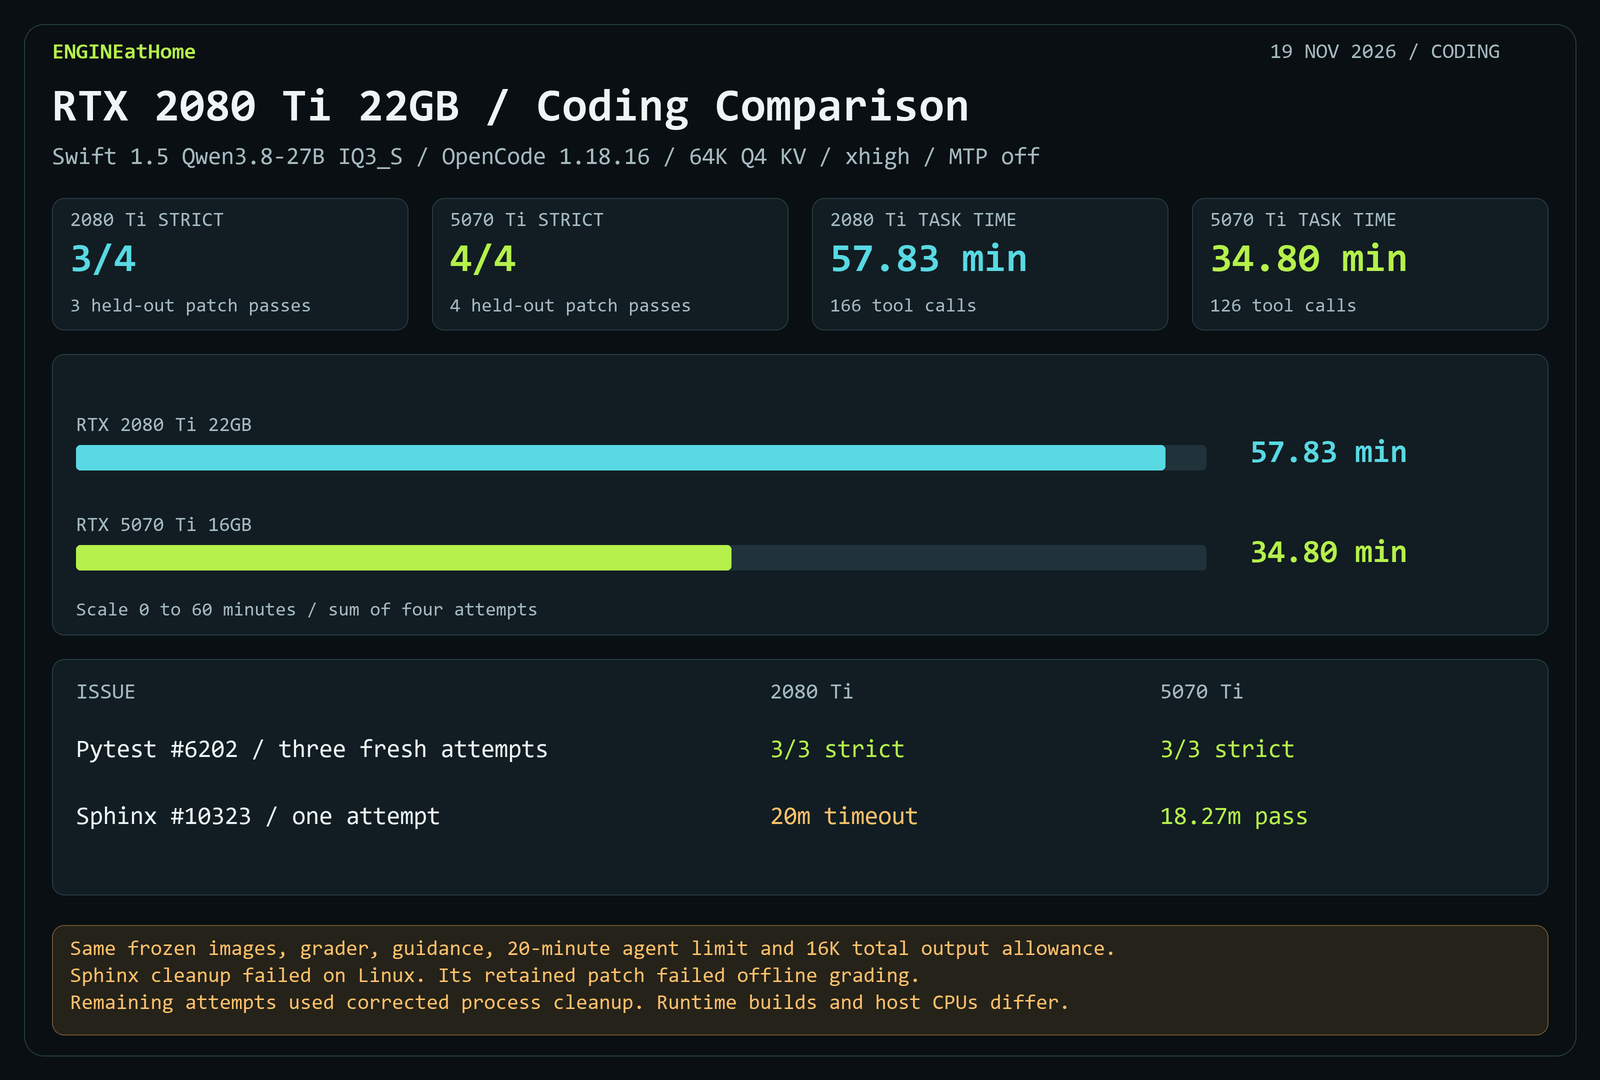 ENGINEatHome
19 NOV 2026 / CODING
RTX 2080 Ti 22GB / Coding Comparison
Swift 1.5 Qwen3.8-27B IQ3_S / OpenCode 1.18.16 / 64K Q4 KV / xhigh / MTP off
2080 Ti STRICT
3/4
3 held-out patch passes
5070 Ti STRICT
4/4
4 held-out patch passes
2080 Ti TASK TIME
57.83 min
166 tool calls
5070 Ti TASK TIME
34.80 min
126 tool calls
RTX 2080 Ti 22GB
57.83 min
RTX 5070 Ti 16GB
34.80 min
Scale 0 to 60 minutes / sum of four attempts
ISSUE 2080 Ti 5070 Ti
Pytest #6202 / three fresh attempts 3/3 strict 3/3 strict
Sphinx #10323 / one attempt 20m timeout 18.27m pass
Same frozen images, grader, guidance, 20-minute agent limit and 16K total output allowance.
Sphinx cleanup failed on Linux. Its retained patch failed offline grading.
Remaining attempts used corrected process cleanup. Runtime builds and host CPUs differ.